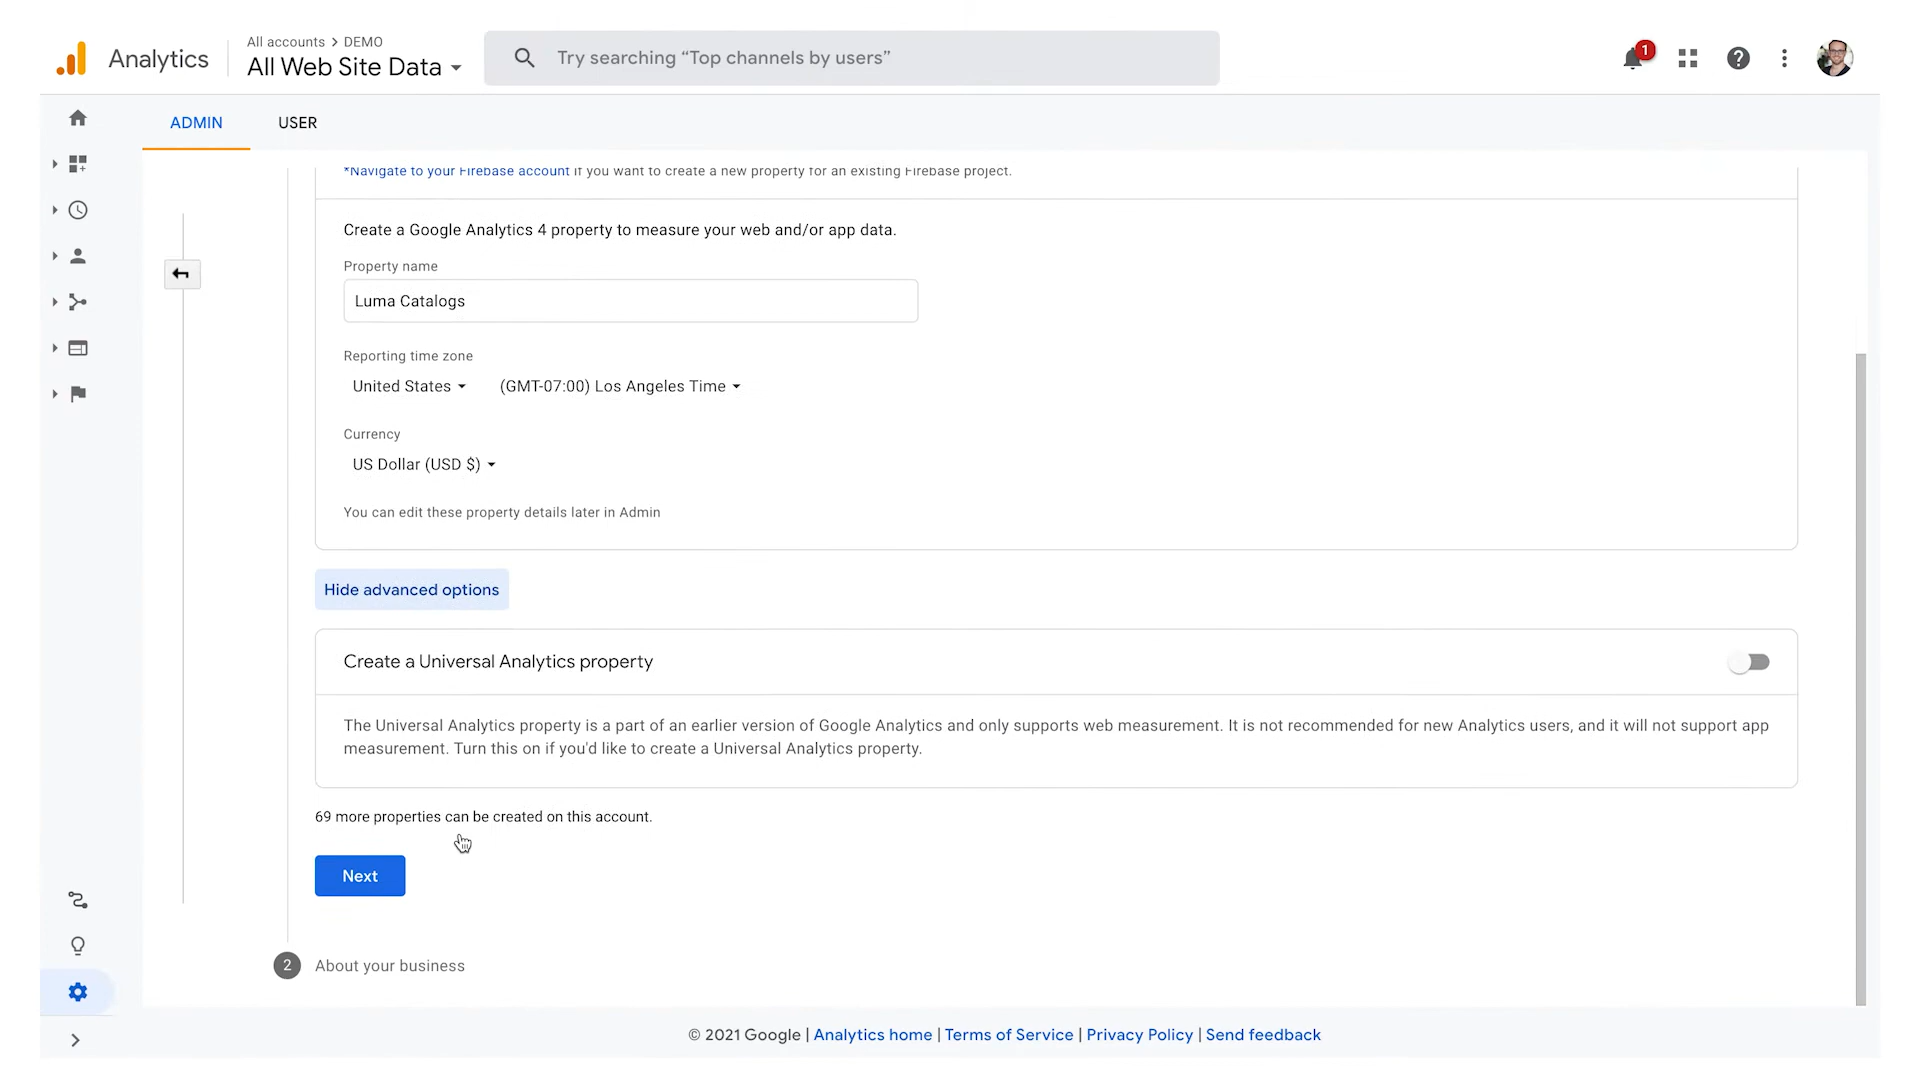 Analytics
All accounts > DEMO
All Web Site Data
Try searching “Top channels by users”
1
ADMIN
USER
*Navigate to your Firebase account if you want to create a new property for an existing Firebase project.
Create a Google Analytics 4 property to measure your web and/or app data.
Property name
Luma Catalogs
Reporting time zone
United States
(GMT-07:00) Los Angeles Time
Currency
US Dollar (USD $)
You can edit these property details later in Admin
Hide advanced options
Create a Universal Analytics property
The Universal Analytics property is a part of an earlier version of Google Analytics and only supports web measurement. It is not recommended for new Analytics users, and it will not support app
measurement. Turn this on if you'd like to create a Universal Analytics property.
69 more properties can be created on this account.
Next
2 About your business
© 2021 Google | Analytics home | Terms of Service | Privacy Policy | Send feedback